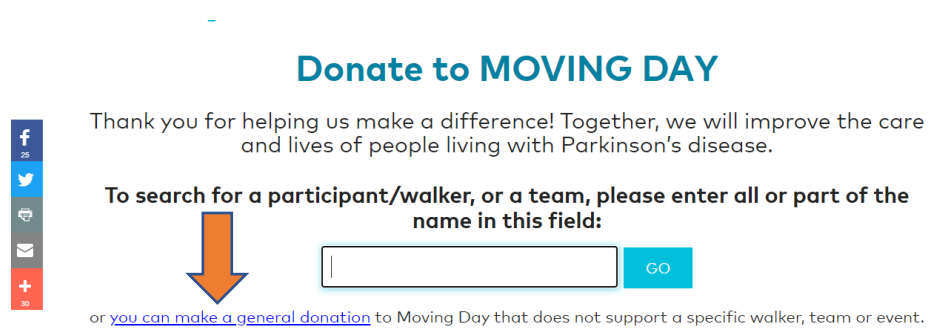 Donate to MOVING DAY
Thank you for helping us make a difference! Together, we will improve the care
and lives of people living with Parkinson's disease.
To search for a participant/walker, or a team, please enter all or part of the
name in this field:
f
25
GO
30
or you can make a general donation to Moving Day that does not support a specific walker, team or event.